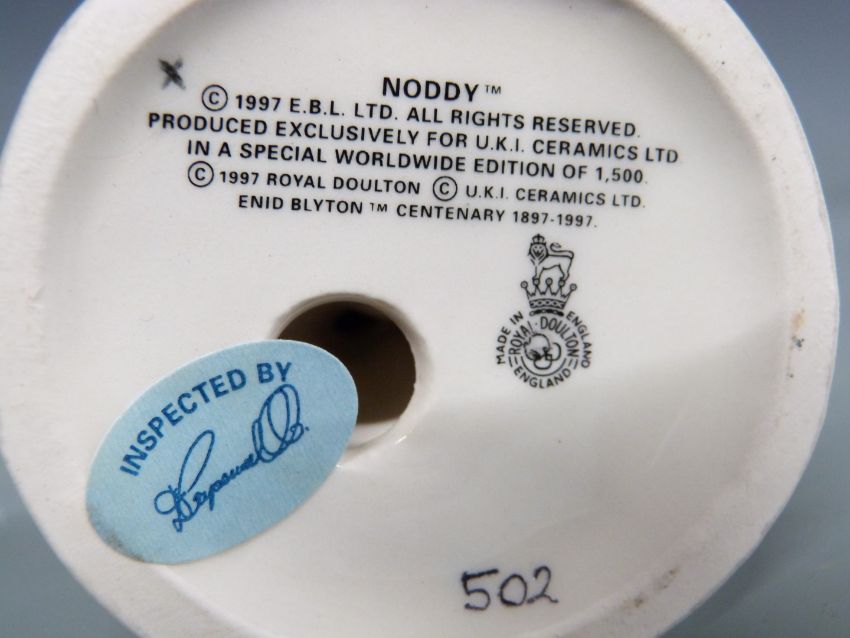 NODDY™
© 1997 E.B.L. LTD. ALL RIGHTS RESERVED.
PRODUCED EXCLUSIVELY FOR U.K.I. CERAMICS LTD
IN A SPECIAL WORLDWIDE EDITION OF 1,500.
© 1997 ROYAL DOULTON © U.K.I. CERAMICS LTD.
ENID BLYTON™ CENTENARY 1897-1997.
MADE IN ENGLAND
ROYAL·DOULTON
ENGLAND
INSPECTED BY
502